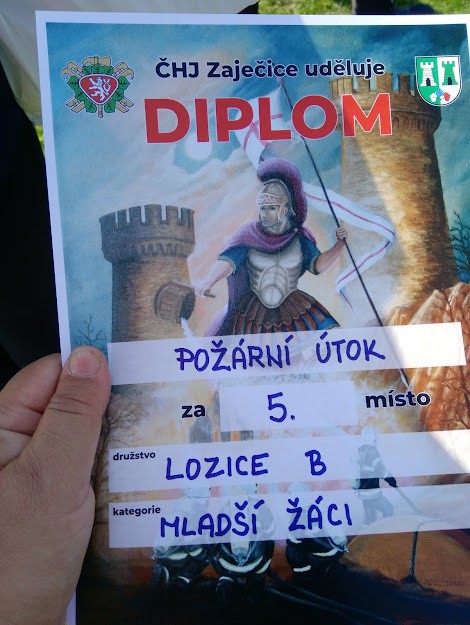 ČHJ Zaječice uděluje
DIPLOM
POŽÁRNÍ ÚTOK
za 5. místo
družstvo LOZICE B
kategorie MLADŠÍ ŽÁCI